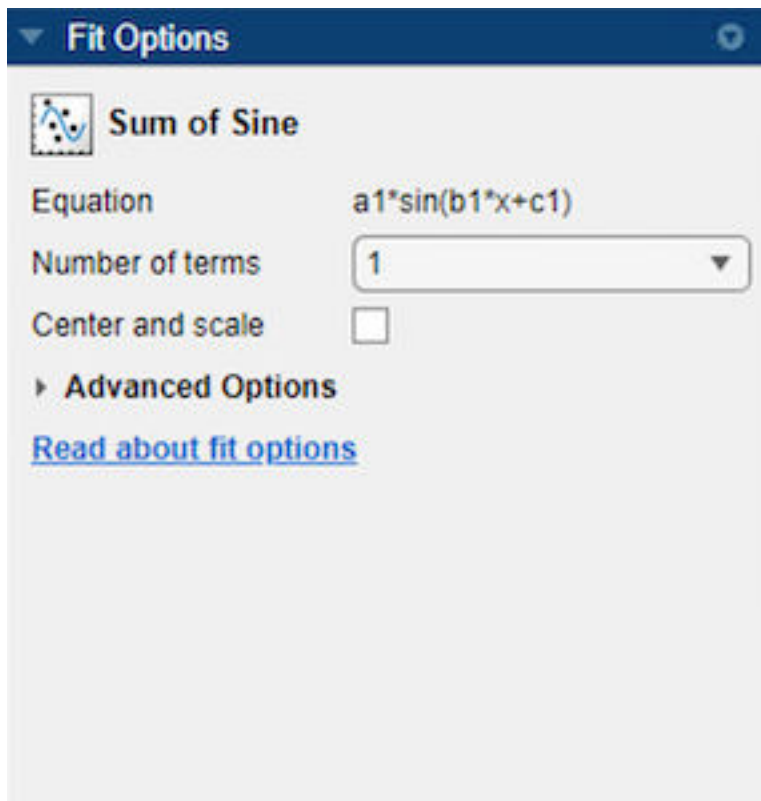 Fit Options
Sum of Sine
Equation a1*sin(b1*x+c1)
Number of terms 1
Center and scale
Advanced Options
Read about fit options